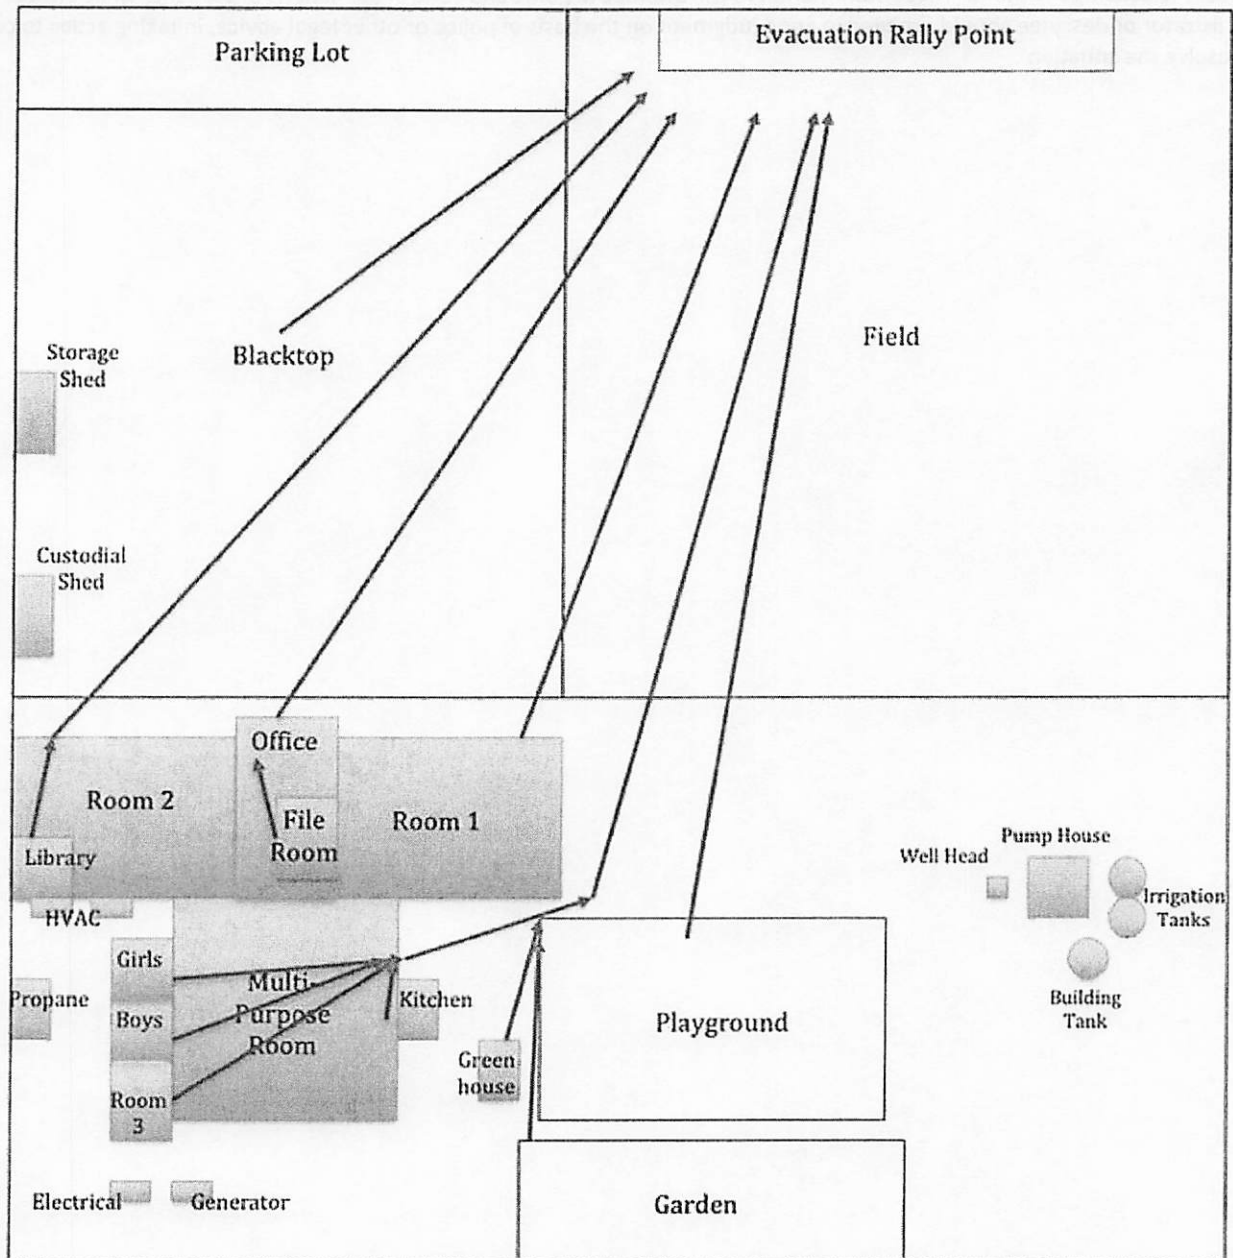 Parking Lot
Evacuation Rally Point
Blacktop
Field
Storage
Shed
Custodial
Shed
Office
Room 2
File
Room
Room 1
Library
HVAC
Pump House
Well Head
Irrigation
Tanks
Building
Tank
Girls
Propane
Boys
Multi-
Purpose
Room
Kitchen
Playground
Green
house
Room
3
Electrical
Generator
Garden